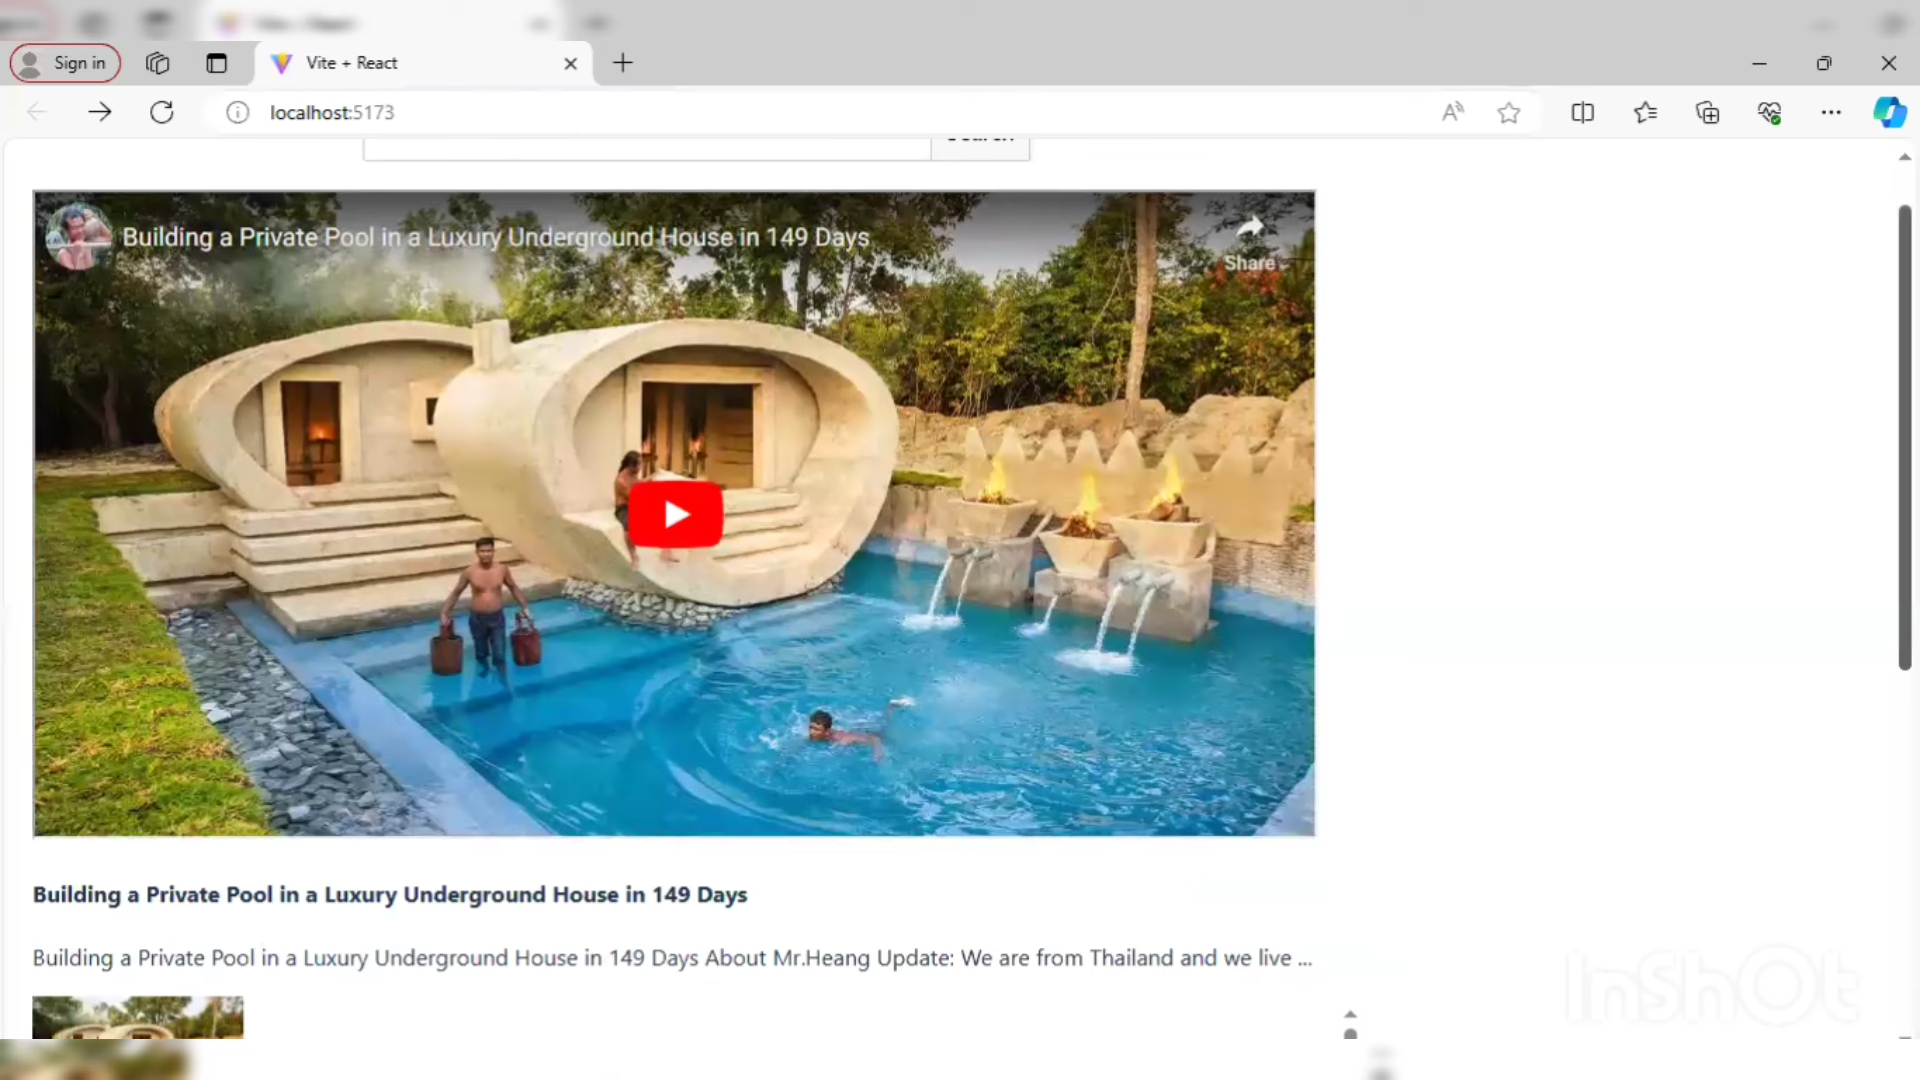 Sign in
Vite + React
localhost:5173
Search
Building a Private Pool in a Luxury Underground House in 149 Days
Share
Building a Private Pool in a Luxury Underground House in 149 Days
Building a Private Pool in a Luxury Underground House in 149 Days About Mr.Heang Update: We are from Thailand and we live ...
InShOt